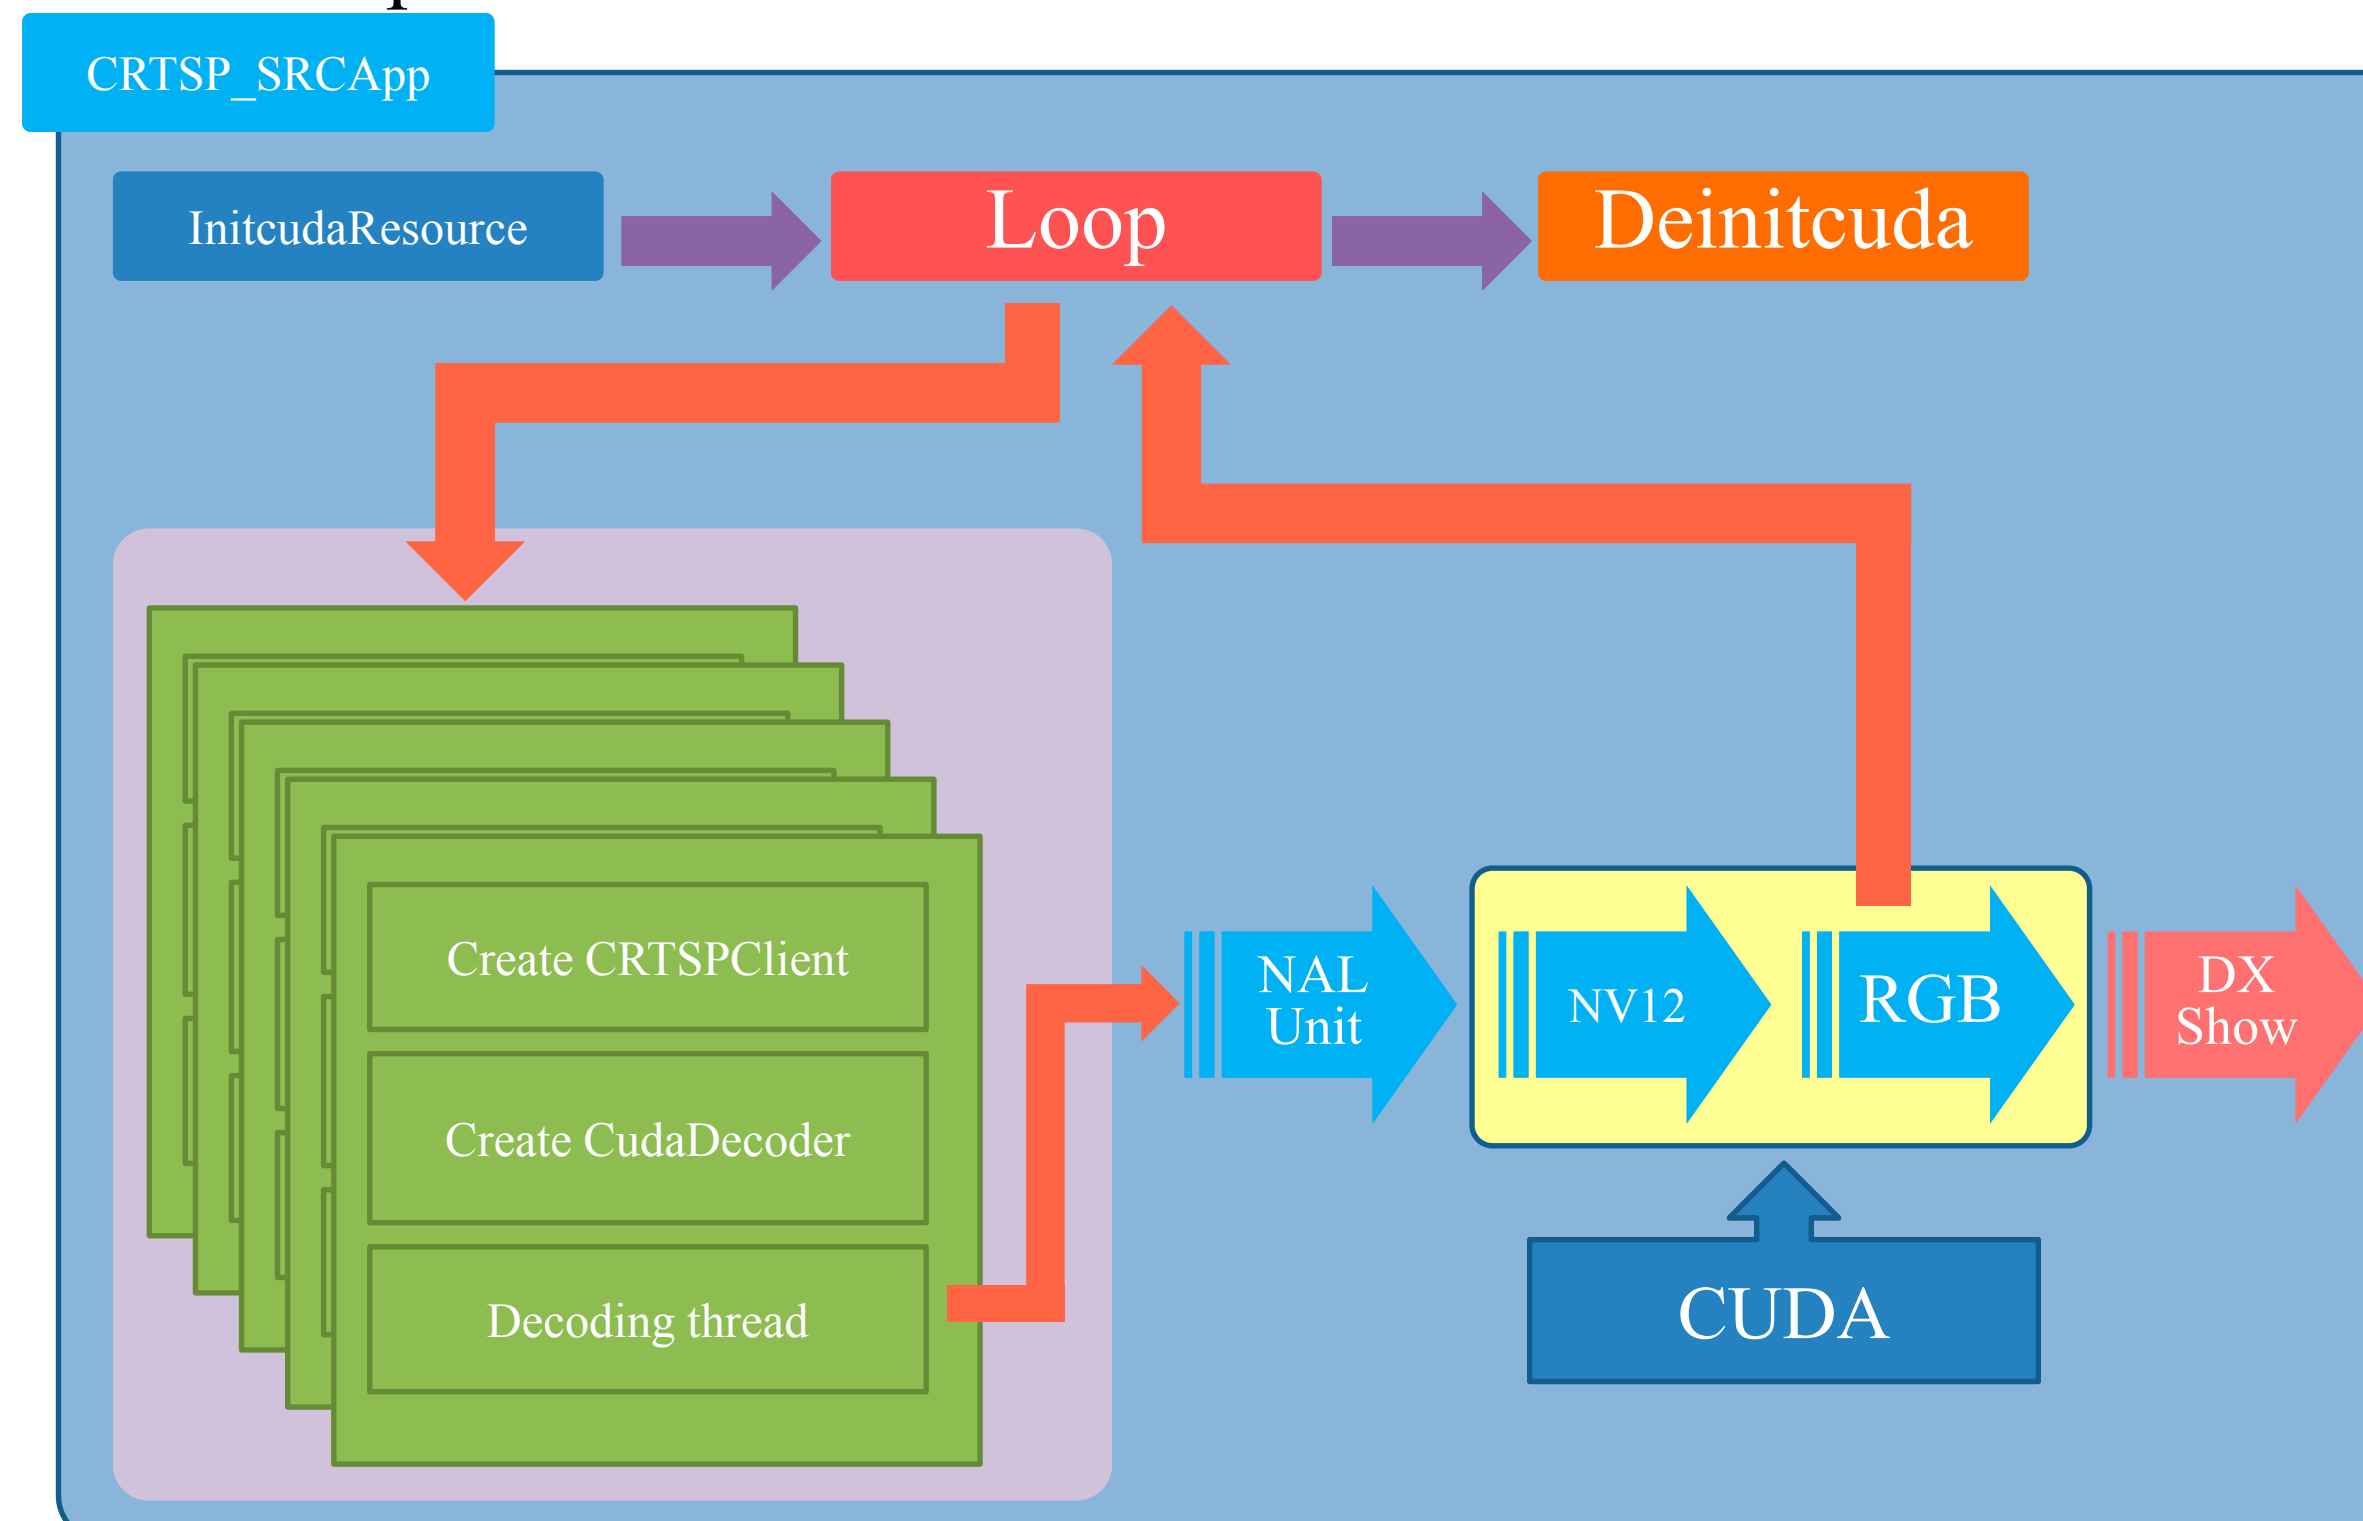 CRTSP_SRCApp
InitcudaResource
Loop
Deinitcuda
Create CRTSPClient
Create CudaDecoder
Decoding thread
NAL
Unit
NV12
RGB
DX
Show
CUDA